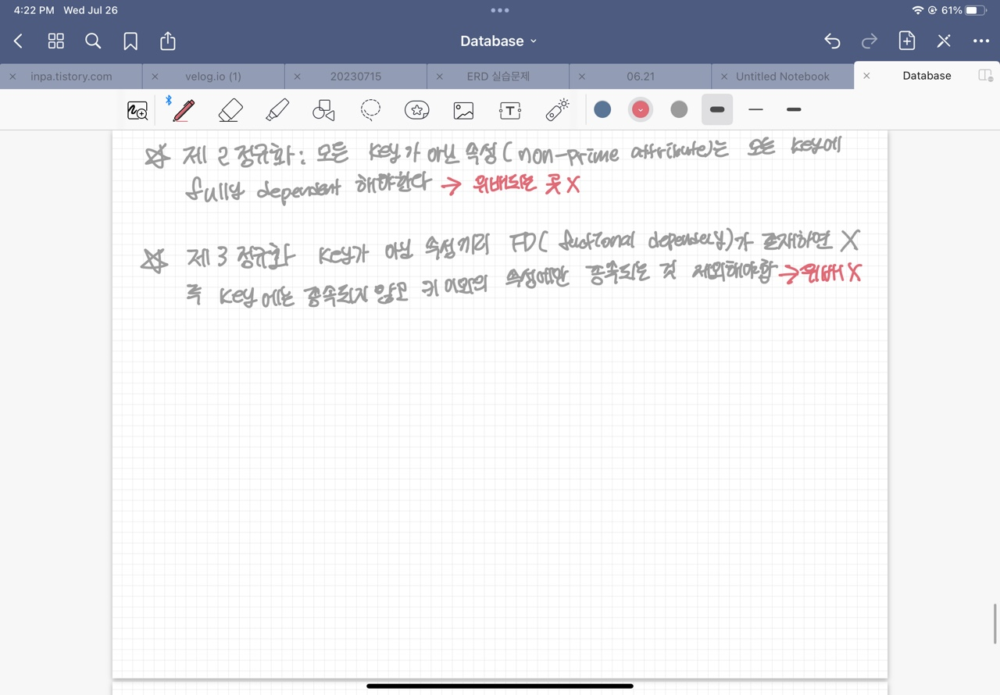 4:22 PM Wed Jul 26
61%
Database
inpa.tistory.com
velog.io (1)
20230715
ERD 실습문제
06.21
Untitled Notebook
Database
☆ 제 2 정규화 : 모든 key가 아닌 속성 (non-prime attribute)는 모든 key에
fully dependent 해야한다 → 위배되는 곳 X
☆ 제 3 정규화 key가 아닌 속성끼리 FD( fuctional dependecy)가 존재하면 X
즉 key에는 종속되지 않고 키 이외의 속성에만 종속되는 것 제외해야함 → 위배 X